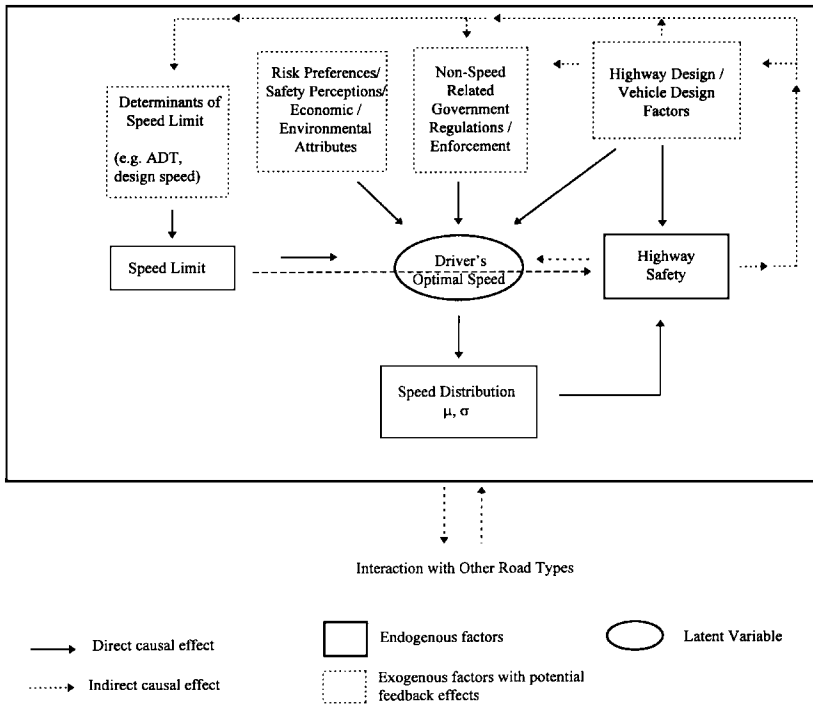 Determinants of
Speed Limit
(e.g. ADT,
design speed)
Risk Preferences/
Safety Perceptions/
Economic /
Environmental
Attributes
Non-Speed
Related
Government
Regulations /
Enforcement
Highway Design /
Vehicle Design
Factors
Speed Limit
Driver's
Optimal Speed
Highway
Safety
Speed Distribution
μ, σ
Interaction with Other Road Types
Direct causal effect
Indirect causal effect
Endogenous factors
Exogenous factors with potential
feedback effects
Latent Variable